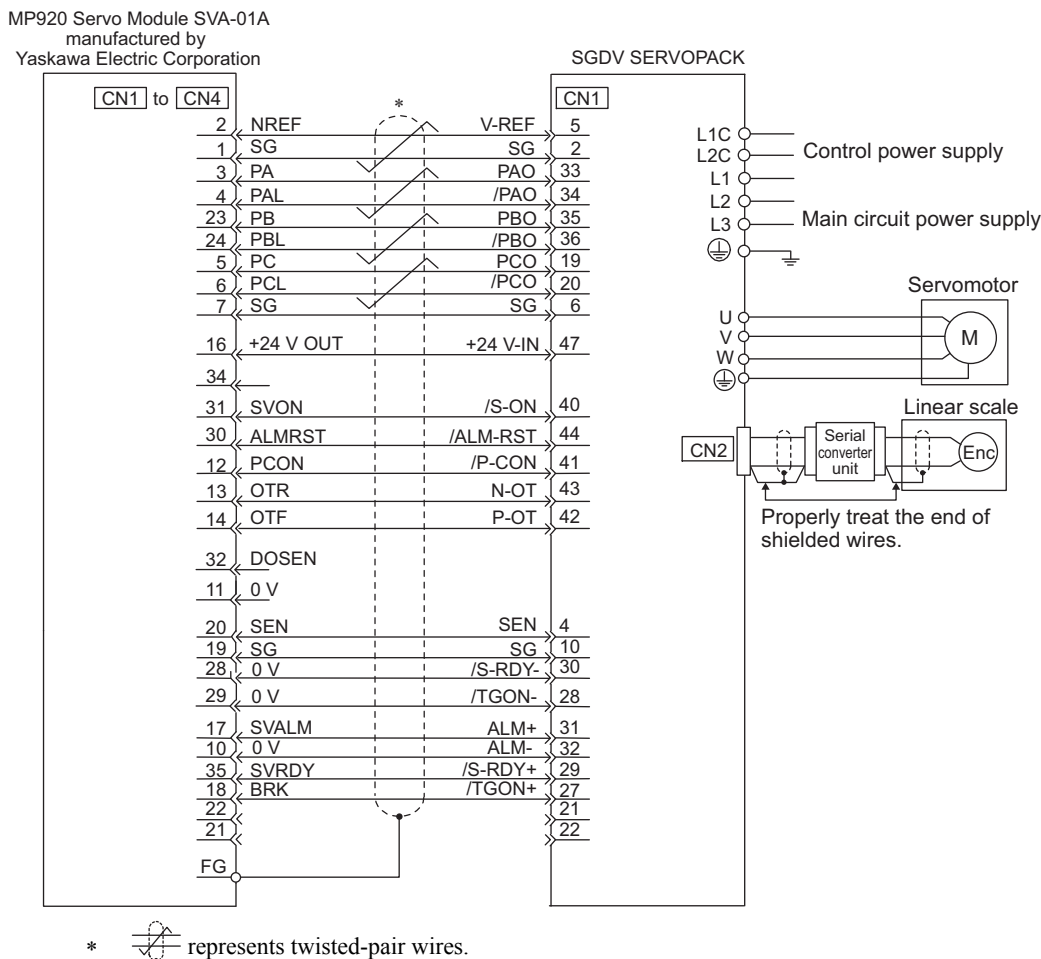 MP920 Servo Module SVA-01A
manufactured by
Yaskawa Electric Corporation
SGDV SERVOPACK
CN1 to CN4
*
CN1
2 NREF V-REF 5
1 SG SG 2
3 PA PAO 33
4 PAL /PAO 34
23 PB PBO 35
24 PBL /PBO 36
5 PC PCO 19
6 PCL /PCO 20
7 SG SG 6
16 +24 V OUT +24 V-IN 47
34
31 SVON /S-ON 40
30 ALMRST /ALM-RST 44
12 PCON /P-CON 41
13 OTR N-OT 43
14 OTF P-OT 42
32 DOSEN
11 0 V
20 SEN SEN 4
19 SG SG 10
28 0 V /S-RDY- 30
29 0 V /TGON- 28
17 SVALM ALM+ 31
10 0 V ALM- 32
35 SVRDY /S-RDY+ 29
18 BRK /TGON+ 27
22 21
21 22
FG
L1C
L2C
Control power supply
L1
L2
L3
Main circuit power supply
Servomotor
U
V
W
M
Linear scale
CN2
Serial
converter
unit
Enc
Properly treat the end of
shielded wires.
* represents twisted-pair wires.